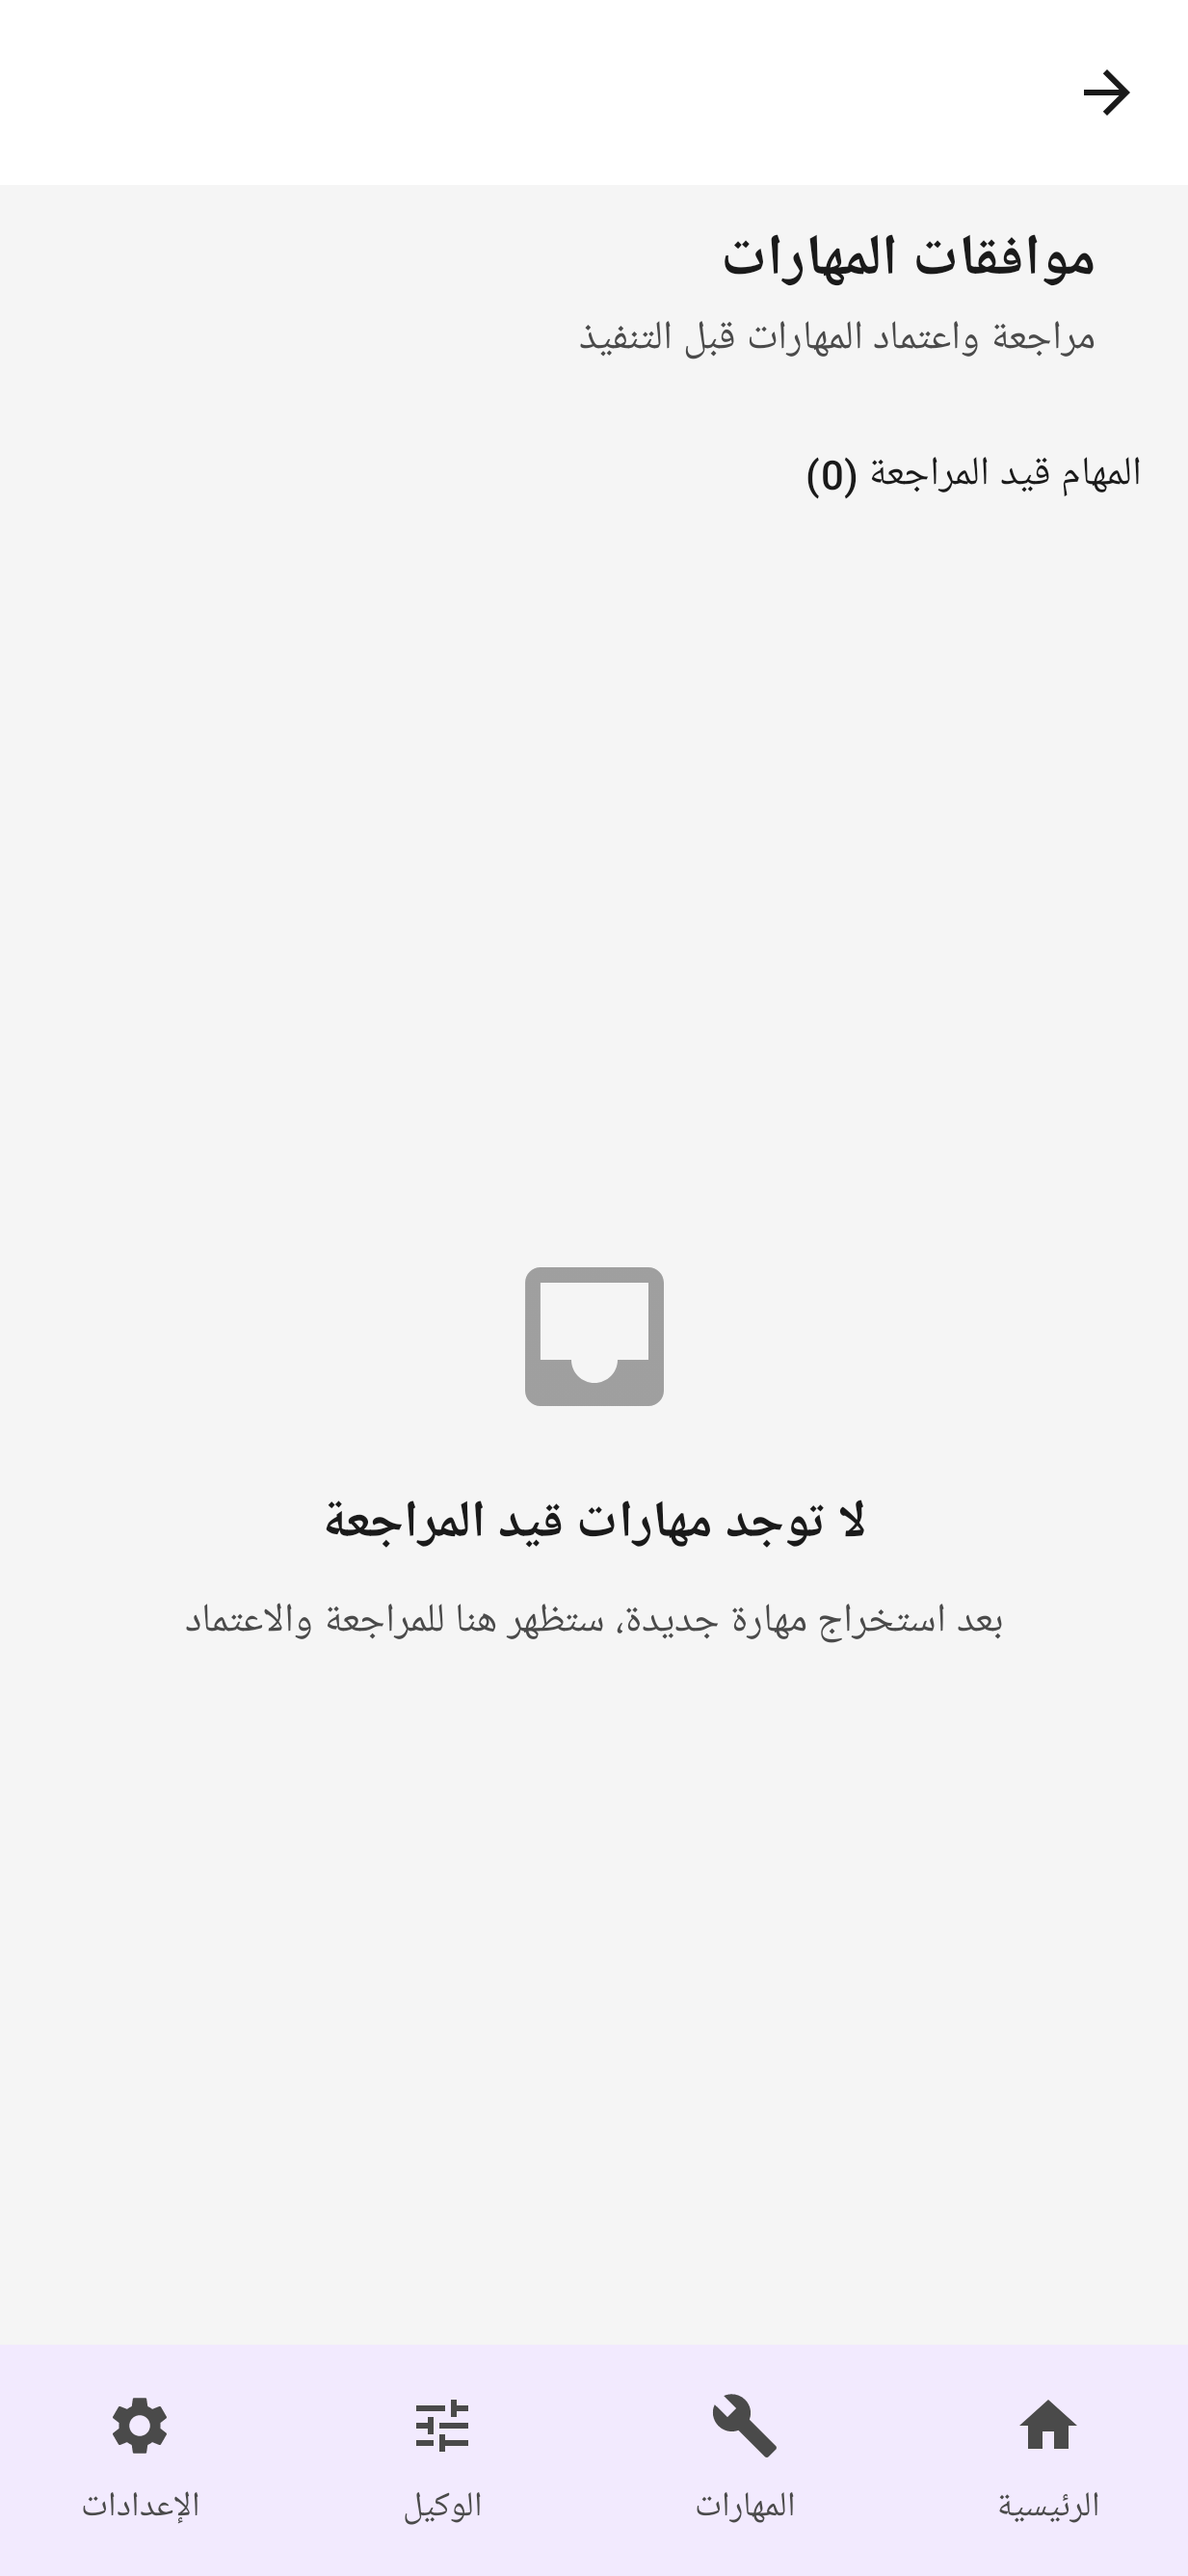 موافقات المهارات
مراجعة واعتماد المهارات قبل التنفيذ
المهام قيد المراجعة (0)
لا توجد مهارات قيد المراجعة
بعد استخراج مهارة جديدة، ستظهر هنا للمراجعة والاعتماد
الرئيسية
المهارات
الوكيل
الإعدادات